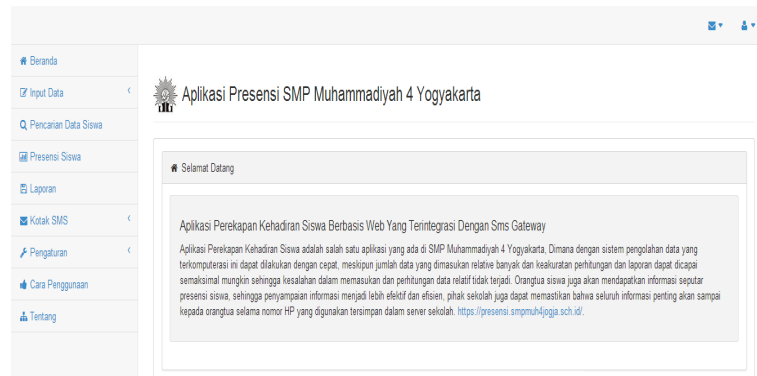 Beranda
Input Data
Pencarian Data Siswa
Presensi Siswa
Laporan
Kotak SMS
Pengaturan
Cara Penggunaan
Tentang
Aplikasi Presensi SMP Muhammadiyah 4 Yogyakarta
Selamat Datang
Aplikasi Perekapan Kehadiran Siswa Berbasis Web Yang Terintegrasi Dengan Sms Gateway
Aplikasi Perekapan Kehadiran Siswa adalah salah satu aplikasi yang ada di SMP Muhammadiyah 4 Yogyakarta, Dimana dengan sistem pengolahan data yang
terkomputerasi ini dapat dilakukan dengan cepat, meskipun jumlah data yang dimasukan relative banyak dan keakuratan perhitungan dan laporan dapat dicapai
semaksimal mungkin sehingga kesalahan dalam memasukan dan perhitungan data relatif tidak terjadi. Orangtua siswa juga akan mendapatkan informasi seputar
presensi siswa, sehingga penyampaian informasi menjadi lebih efektif dan efisien, pihak sekolah juga dapat memastikan bahwa seluruh informasi penting akan sampai
kepada orangtua selama nomor HP yang digunakan tersimpan dalam server sekolah. https://presensi.smpmuh4jogja.sch.id/.